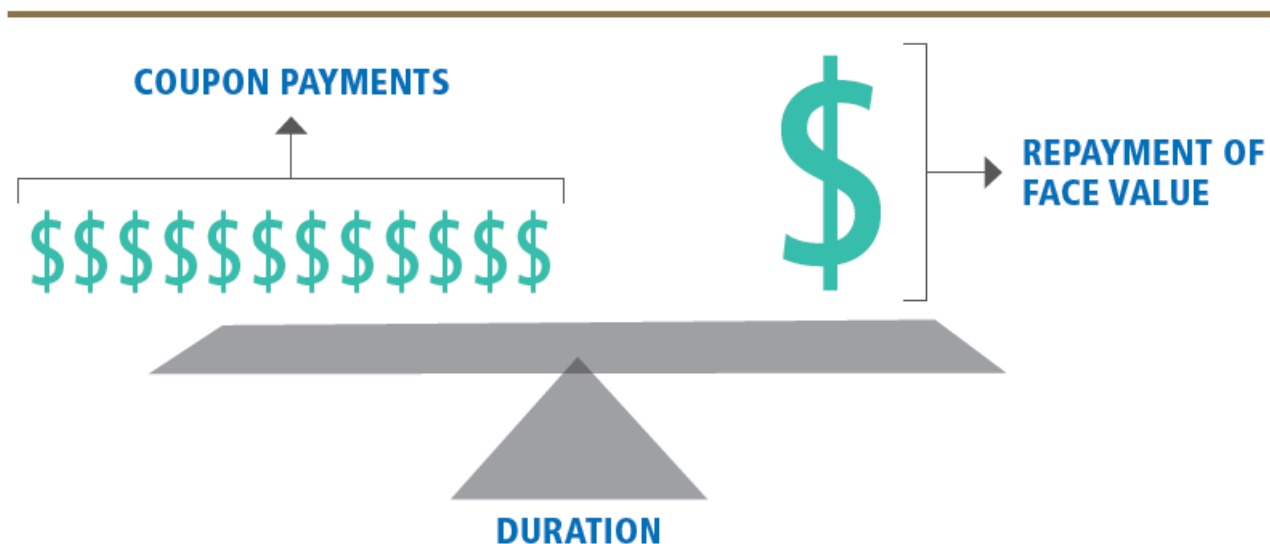 COUPON PAYMENTS
REPAYMENT OF
FACE VALUE
$$$$$$$$$$$$
$
DURATION